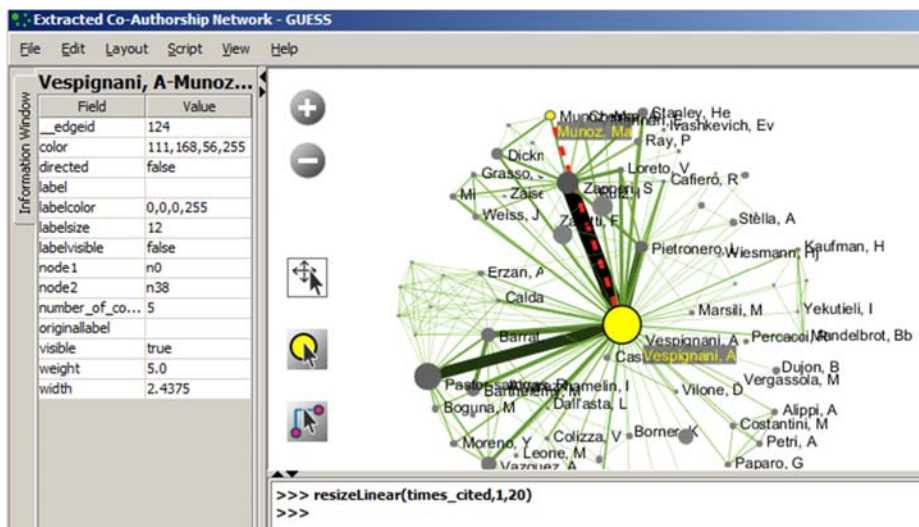 Extracted Co-Authorship Network - GUESS
File Edit Layout Script View Help
Information Window
Vespignani, A-Munoz...
Field Value
__edgeid 124
color 111,168,56,255
directed false
label
labelcolor 0,0,0,255
labelsize 12
labelvisible false
node1 n0
node2 n38
number_of_co... 5
originallabel
visible true
weight 5.0
width 2.4375
Stanley, He
Ivashkevich, Ev
Munoz, Ma
Ray, P
Loreto, V
Grasso,
Zapperi, S
Cafiero, R
Mi
Weiss, J
Stella, A
Pietronero, L
Wiesmann, Hj
Kaufman, H
Erzan, A
Calda
Marsili, M
Yekutieli, I
Barrat
Vespignani, A
Percacci, R
Mandelbrot, Bb
Vespignani, A
Dujon, B
Vergassola, M
Vilone, D
Boguna, M
Dall'asta, L
Alippi, A
Costantini, M
Moreno, Y
Colizza, V
Borner, K
Petri, A
Leone, M
Vazquez, A
Paparo, G
>>> resizeLinear(times_cited,1,20)
>>>